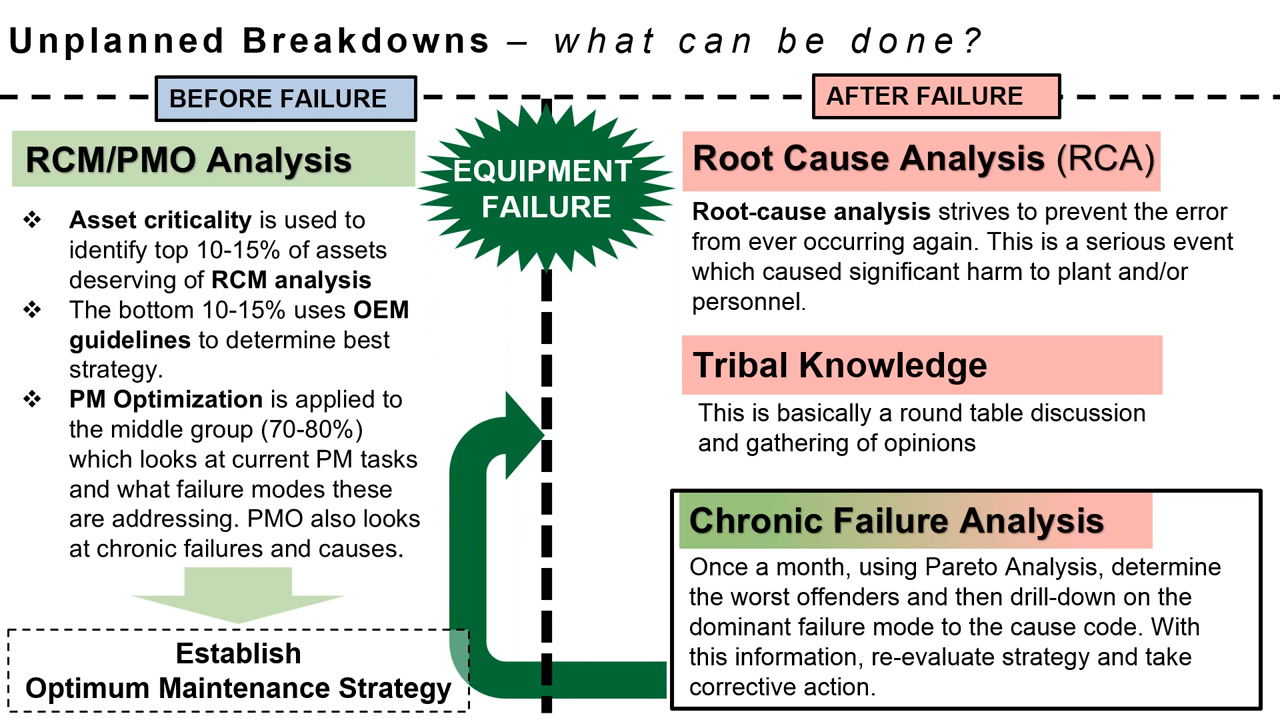 Unplanned Breakdowns – what can be done?
BEFORE FAILURE
AFTER FAILURE
RCM/PMO Analysis
❖ Asset criticality is used to
identify top 10-15% of assets
deserving of RCM analysis
❖ The bottom 10-15% uses OEM
guidelines to determine best
strategy.
❖ PM Optimization is applied to
the middle group (70-80%)
which looks at current PM tasks
and what failure modes these
are addressing. PMO also looks
at chronic failures and causes.
Establish
Optimum Maintenance Strategy
EQUIPMENT
FAILURE
Root Cause Analysis (RCA)
Root-cause analysis strives to prevent the error
from ever occurring again. This is a serious event
which caused significant harm to plant and/or
personnel.
Tribal Knowledge
This is basically a round table discussion
and gathering of opinions
Chronic Failure Analysis
Once a month, using Pareto Analysis, determine
the worst offenders and then drill-down on the
dominant failure mode to the cause code. With
this information, re-evaluate strategy and take
corrective action.